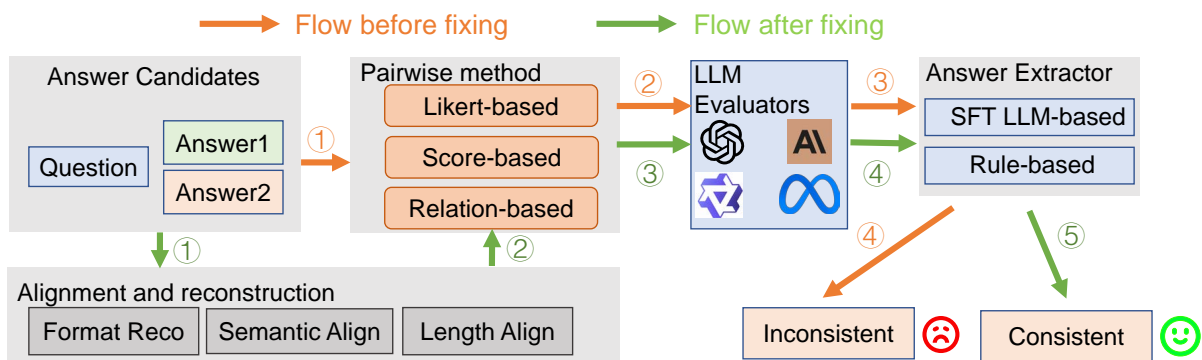 Flow before fixing
Flow after fixing
Answer Candidates
Question
Answer1
Answer2
①
Pairwise method
Likert-based
Score-based
Relation-based
②
③
LLM
Evaluators
③
④
Answer Extractor
SFT LLM-based
Rule-based
①
②
④
⑤
Alignment and reconstruction
Format Reco
Semantic Align
Length Align
Inconsistent
Consistent